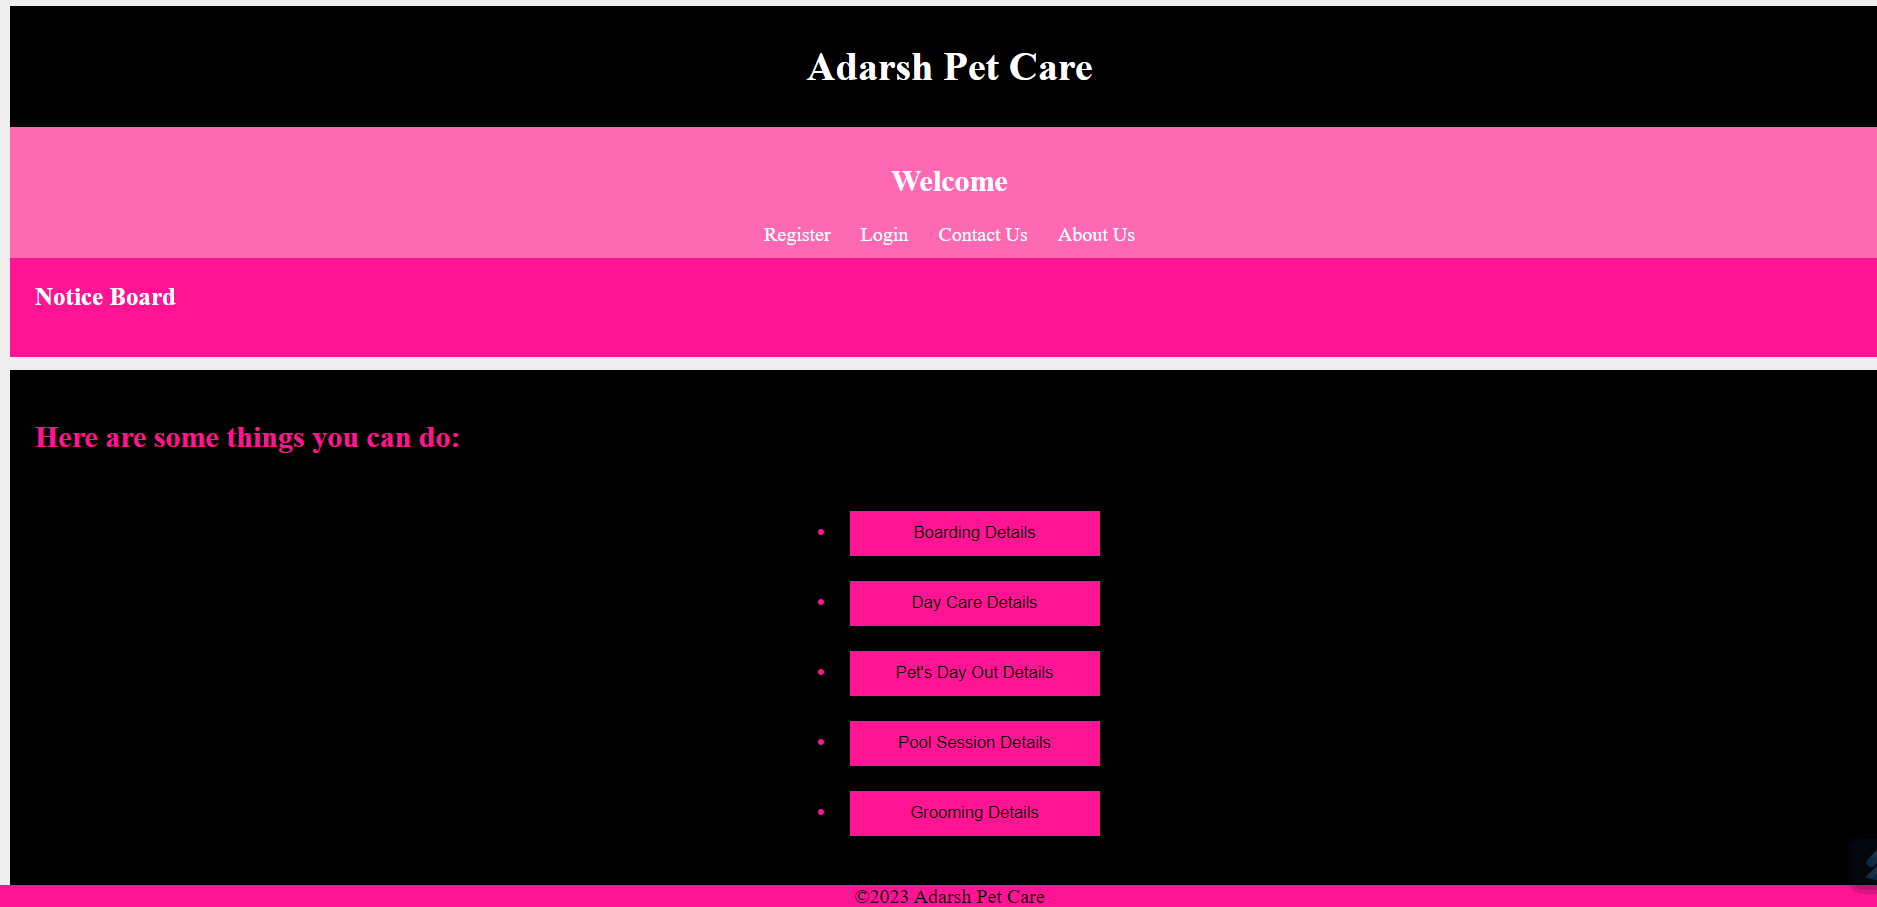 Adarsh Pet Care
Welcome
Register Login Contact Us About Us
Notice Board
Here are some things you can do:
Boarding Details
Day Care Details
Pet's Day Out Details
Pool Session Details
Grooming Details
©2023 Adarsh Pet Care